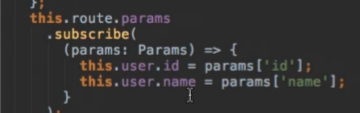 };
this.route.params
.subscribe(
(params: Params) => {
this.user.id = params['id'];
this.user.name = params['name'];
}
);